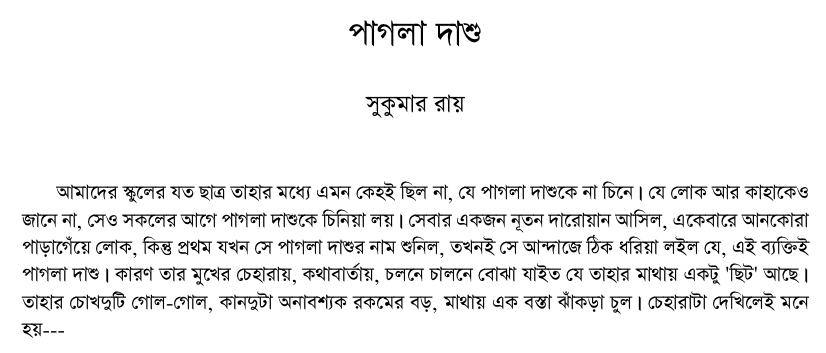 পাগলা দাশু
সুকুমার রায়
আমাদের স্কুলের যত ছাত্র তাহার মধ্যে এমন কেহই ছিল না, যে পাগলা দাশুকে না চিনে। যে লোক আর কাহাকেও
জানে না, সেও সকলের আগে পাগলা দাশুকে চিনিয়া লয়। সেবার একজন নূতন দারোয়ান আসিল, একেবারে আনকোরা
পাড়াগেঁয়ে লোক, কিন্তু প্রথম যখন সে পাগলা দাশুর নাম শুনিল, তখনই সে আন্দাজে ঠিক ধরিয়া লইল যে, এই ব্যক্তিই
পাগলা দাশু। কারণ তার মুখের চেহারায়, কথাবার্তায়, চলনে চালনে বোঝা যাইত যে তাহার মাথায় একটু 'ছিট' আছে।
তাহার চোখদুটি গোল-গোল, কানদুটা অনাবশ্যক রকমের বড়, মাথায় এক বস্তা ঝাঁকড়া চুল। চেহারাটা দেখিলেই মনে
হয়---